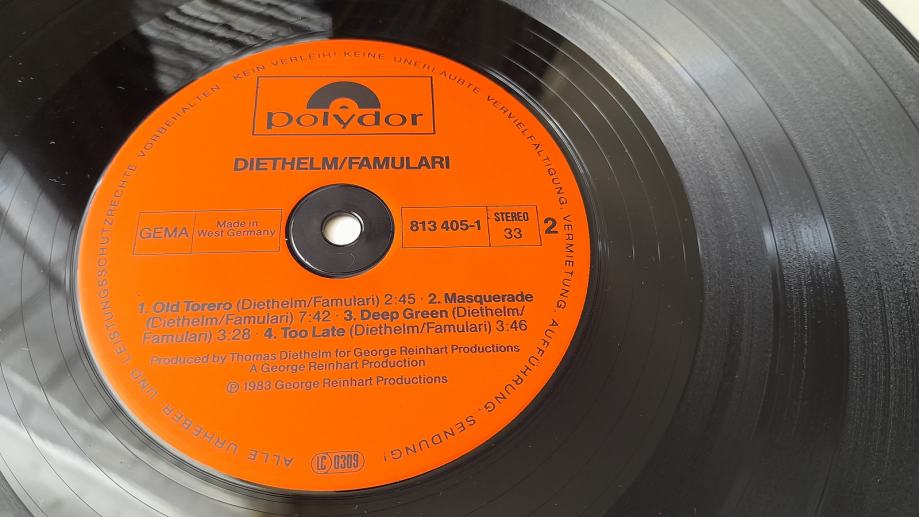 polydor
DIETHELM/FAMULARI
GEMA
Made in
West Germany
813 405-1
STEREO
33
2
1. Old Torero (Diethelm/Famulari) 2:45 · 2. Masquerade
(Diethelm/Famulari) 7:42 · 3. Deep Green (Diethelm/
Famulari) 3:28 · 4. Too Late (Diethelm/Famulari) 3:46
Produced by Thomas Diethelm for George Reinhart Productions
A George Reinhart Production
℗ 1983 George Reinhart Productions
LC 0309
ALLE URHEBER UND LEISTUNGSSCHUTZRECHTE VORBEHALTEN · KEIN VERLEIH! KEINE UNERLAUBTE VERVIELFÄLTIGUNG, VERMIETUNG, AUFFÜHRUNG, SENDUNG!